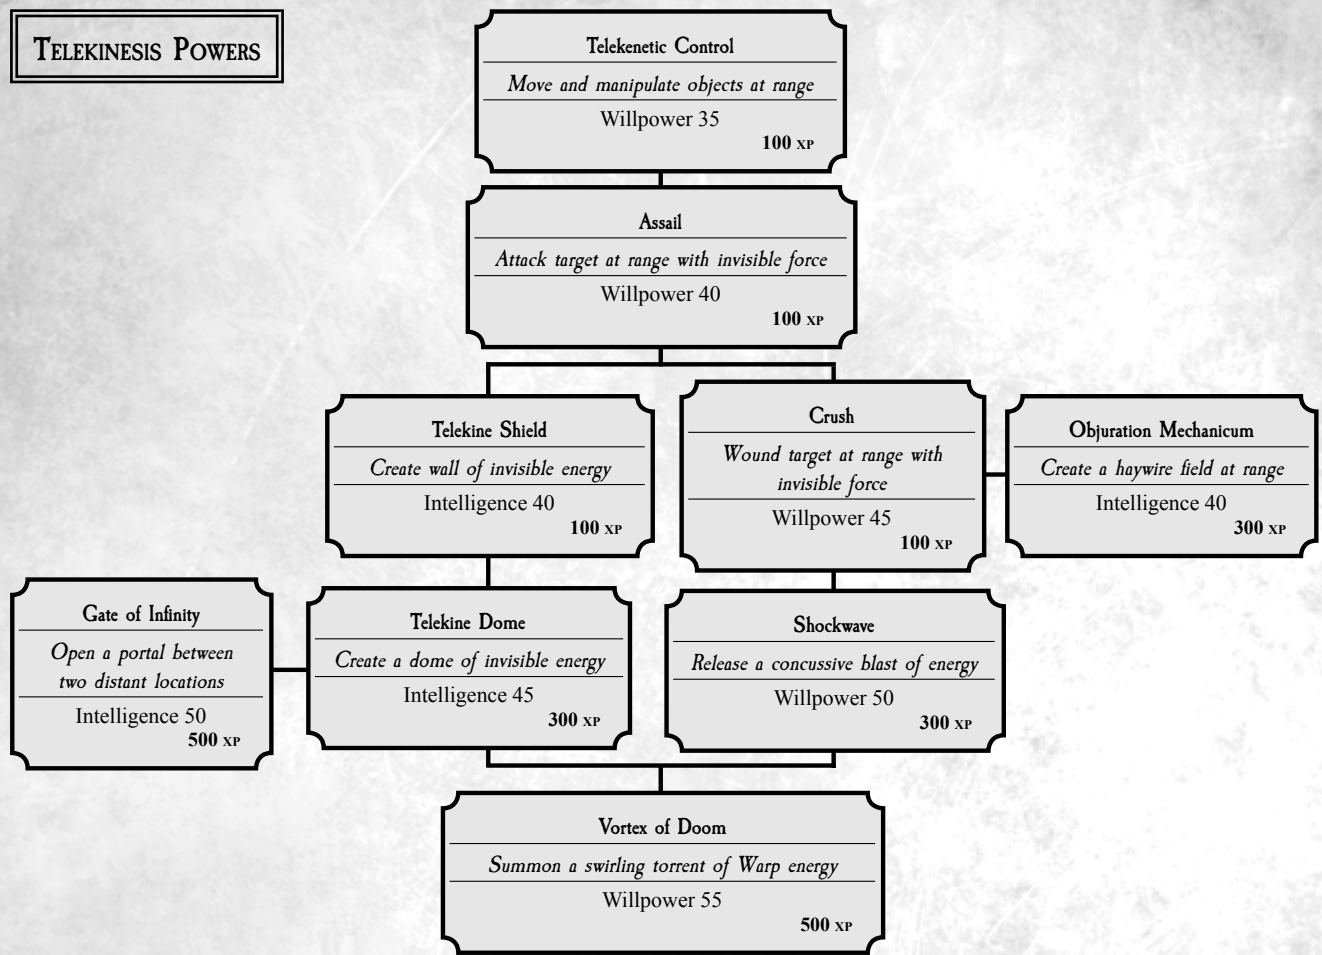 TELEKINESIS POWERS
Telekenetic Control
Move and manipulate objects at range
Willpower 35
100 XP
Assail
Attack target at range with invisible force
Willpower 40
100 XP
Telekine Shield
Create wall of invisible energy
Intelligence 40
100 XP
Crush
Wound target at range with
invisible force
Willpower 45
100 XP
Objuration Mechanicum
Create a haywire field at range
Intelligence 40
300 XP
Gate of Infinity
Open a portal between
two distant locations
Intelligence 50
500 XP
Telekine Dome
Create a dome of invisible energy
Intelligence 45
300 XP
Shockwave
Release a concussive blast of energy
Willpower 50
300 XP
Vortex of Doom
Summon a swirling torrent of Warp energy
Willpower 55
500 XP